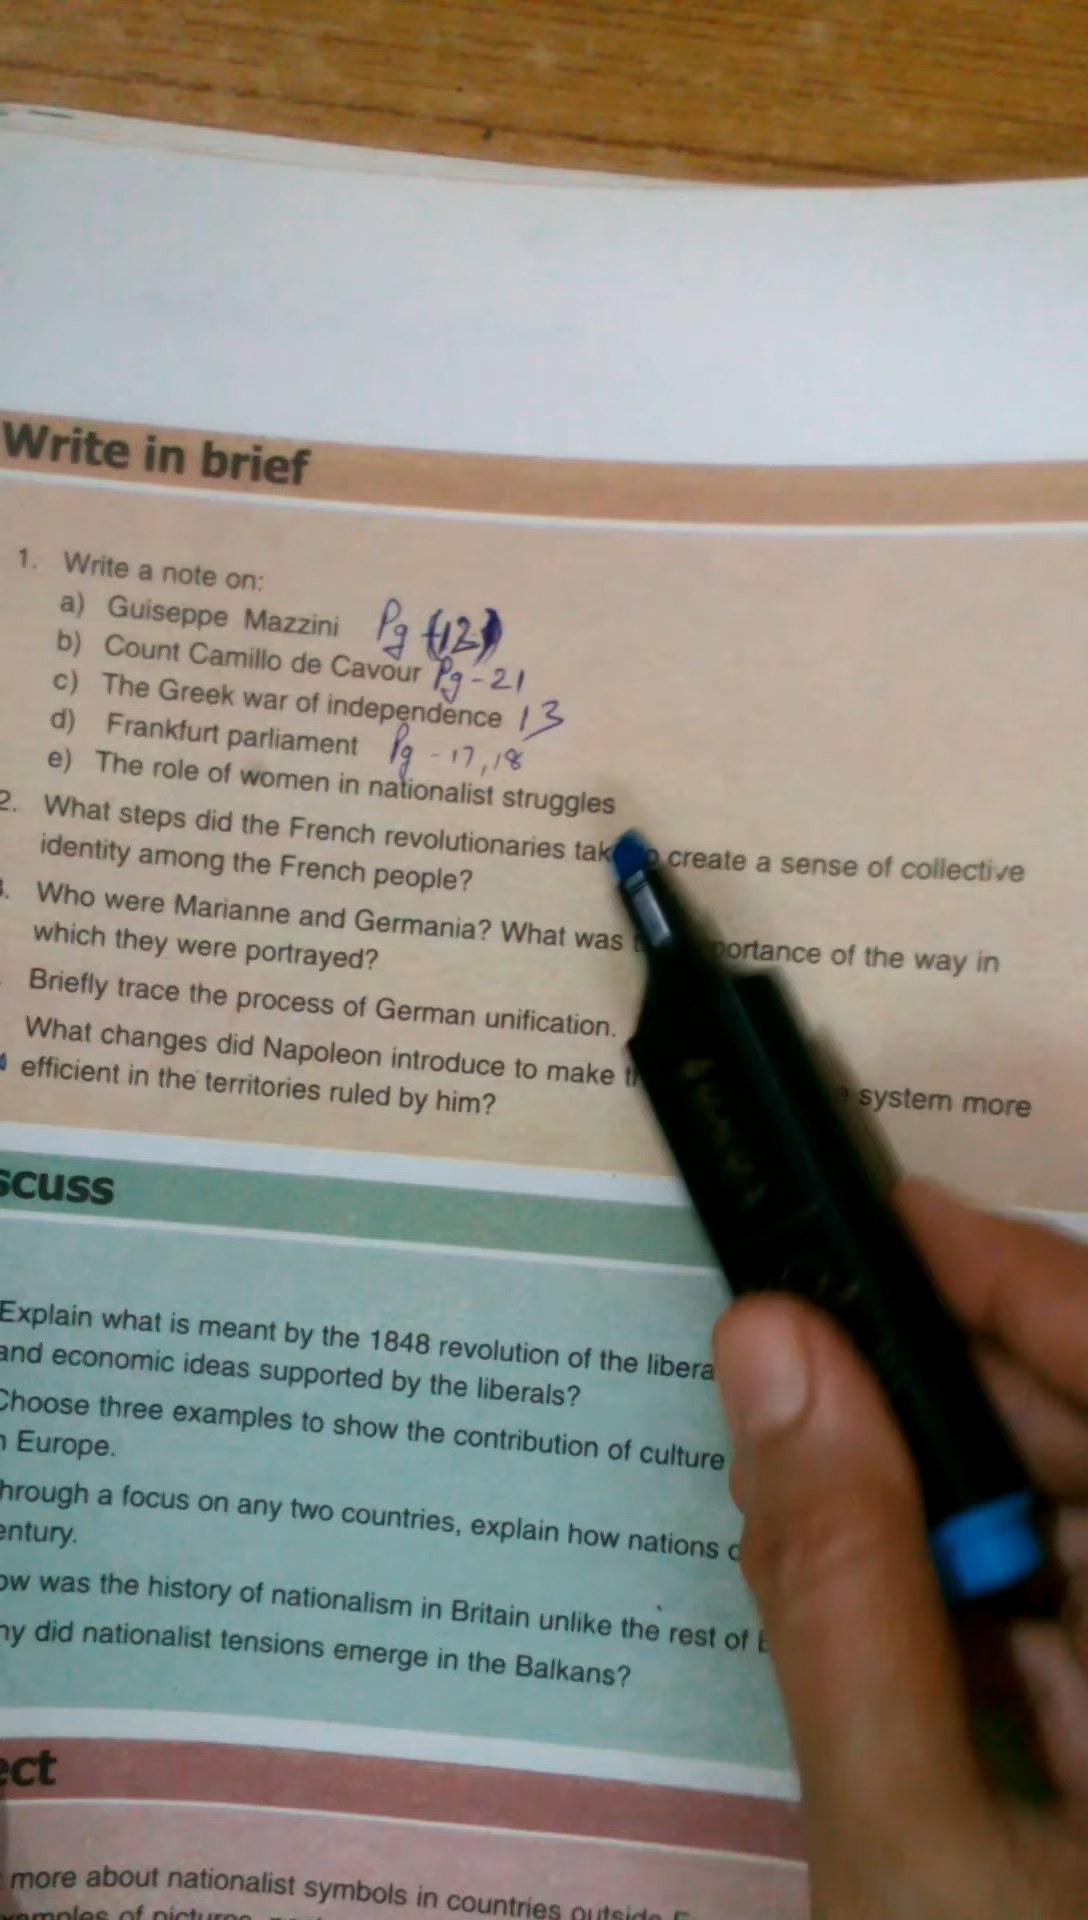 Write in brief
1. Write a note on:
a) Guiseppe Mazzini Pg (12)
b) Count Camillo de Cavour Pg-21
c) The Greek war of independence 13
d) Frankfurt parliament Pg - 17,18
e) The role of women in nationalist struggles
2. What steps did the French revolutionaries create a sense of collective
identity among the French people?
Who were Marianne and Germania? What was portance of the way in
which they were portrayed?
Briefly trace the process of German unification.
What changes did Napoleon introduce to make system more
efficient in the territories ruled by him?
scuss
Explain what is meant by the 1848 revolution of the libera
and economic ideas supported by the liberals?
Choose three examples to show the contribution of culture
Europe.
hrough a focus on any two countries, explain how nations
entury.
ow was the history of nationalism in Britain unlike the rest of
hy did nationalist tensions emerge in the Balkans?
ect
more about nationalist symbols in countries outside
of